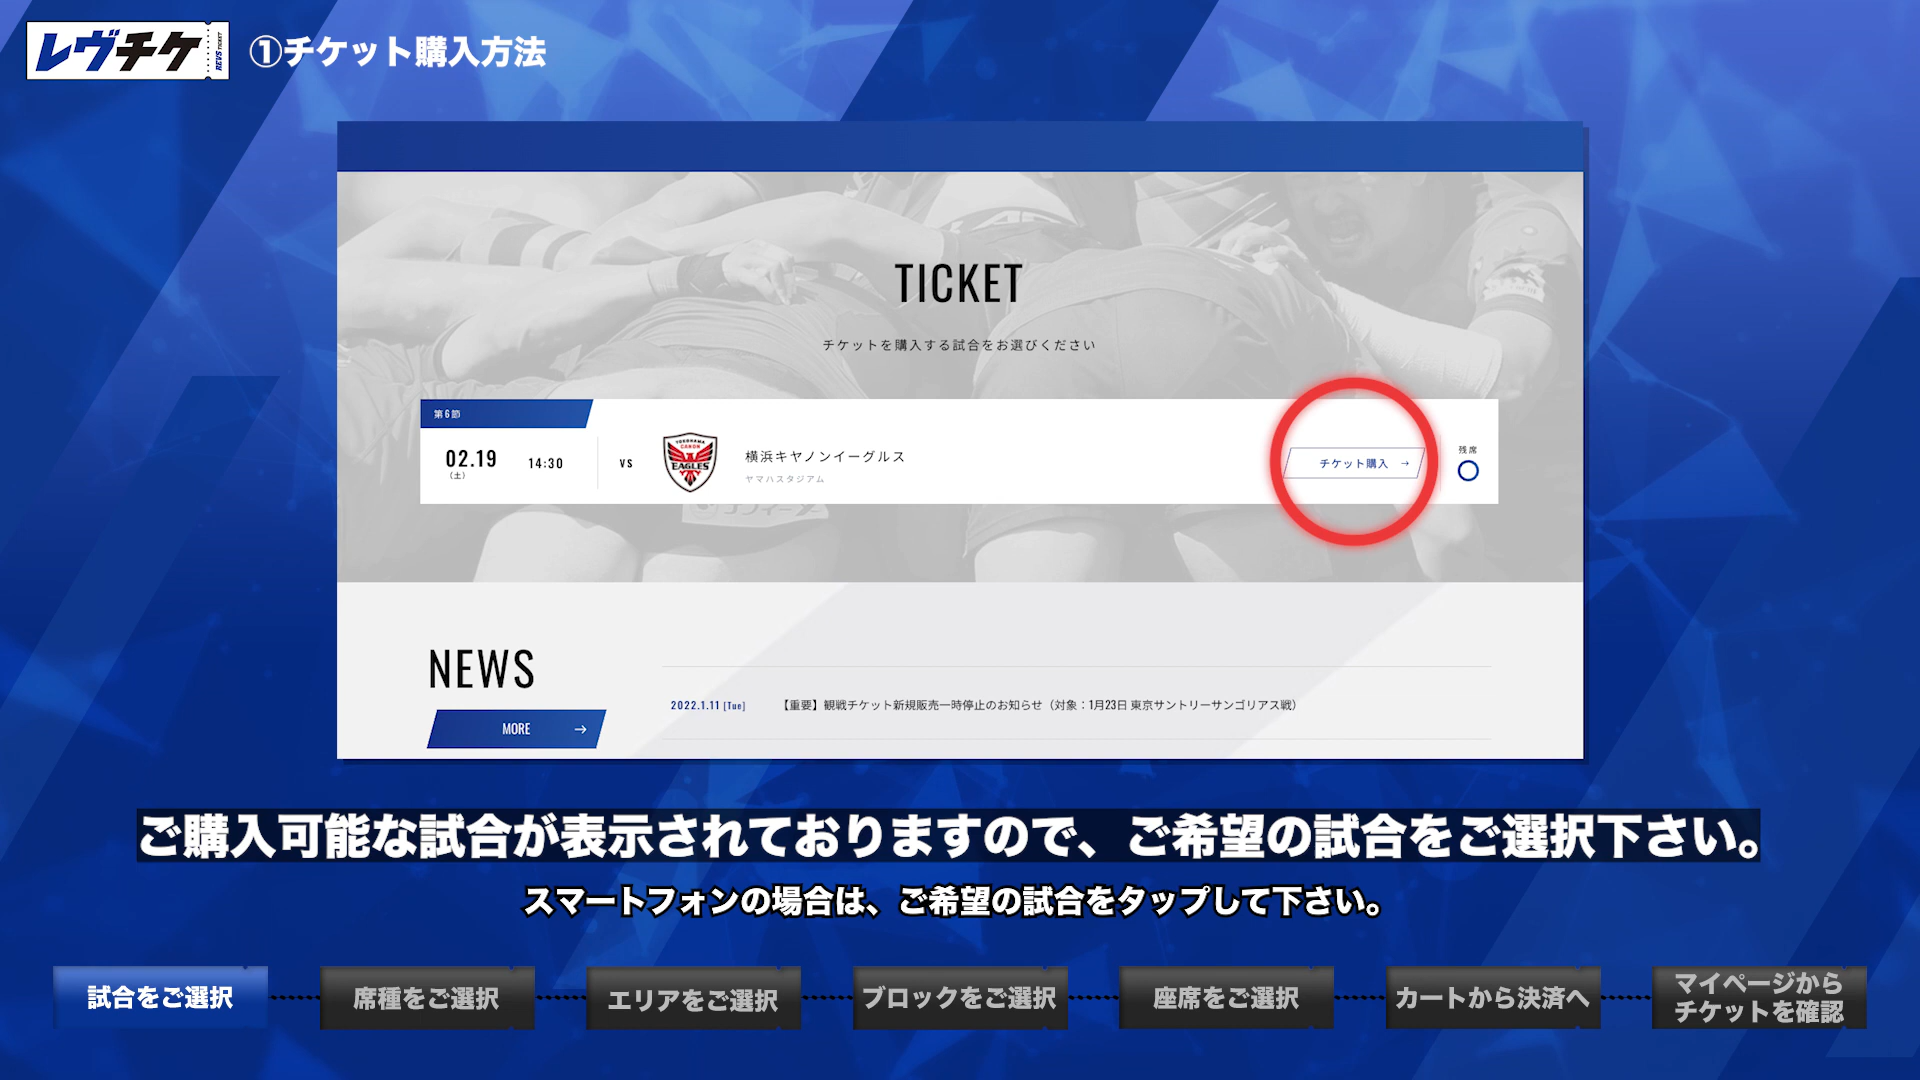 レヴチケ REVS TICKET
①チケット購入方法
TICKET
チケットを購入する試合をお選びください
第6節
02.19
(土)
14:30
VS
YOKOHAMA
CANON
EAGLES
横浜キヤノンイーグルス
ヤマハスタジアム
チケット購入 →
残席
NEWS
MORE →
2022.1.11 [Tue] 【重要】観戦チケット新規販売一時停止のお知らせ（対象：1月23日 東京サントリーサンゴリアス戦）
ご購入可能な試合が表示されておりますので、ご希望の試合をご選択下さい。
スマートフォンの場合は、ご希望の試合をタップして下さい。
試合をご選択
席種をご選択
エリアをご選択
ブロックをご選択
座席をご選択
カートから決済へ
マイページから
チケットを確認